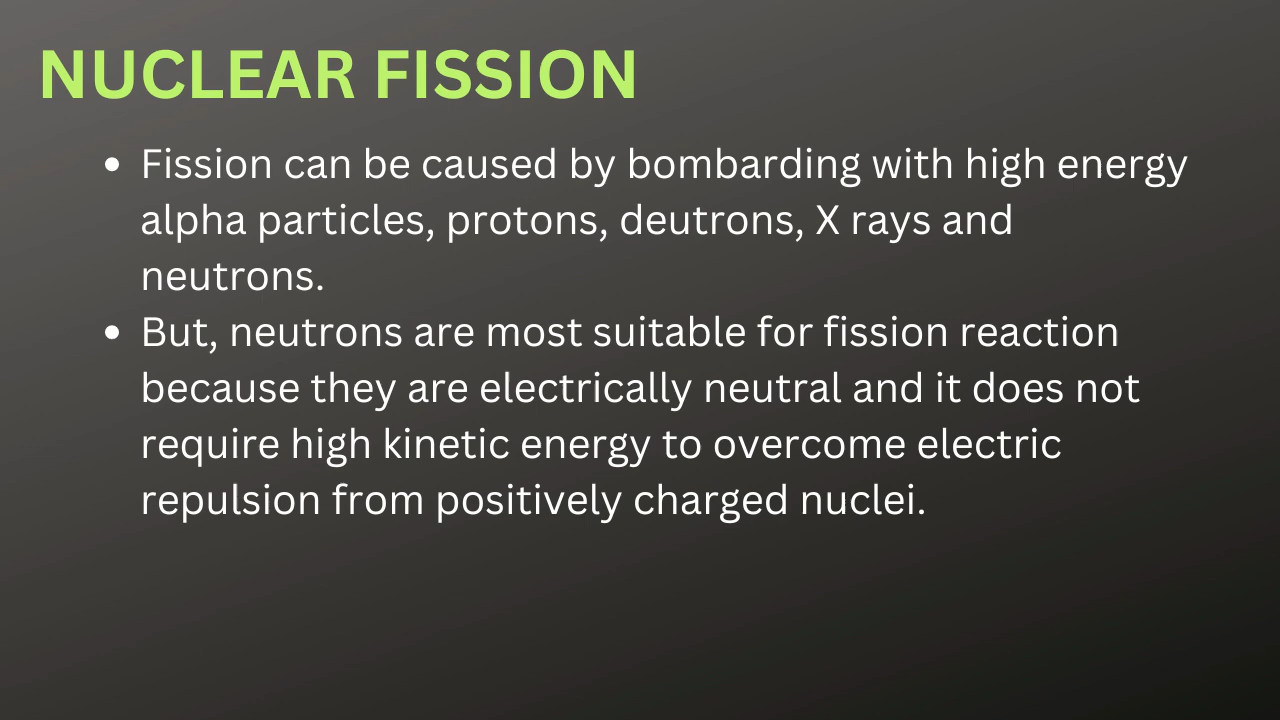 NUCLEAR FISSION
• Fission can be caused by bombarding with high energy
alpha particles, protons, deutrons, X rays and
neutrons.
• But, neutrons are most suitable for fission reaction
because they are electrically neutral and it does not
require high kinetic energy to overcome electric
repulsion from positively charged nuclei.